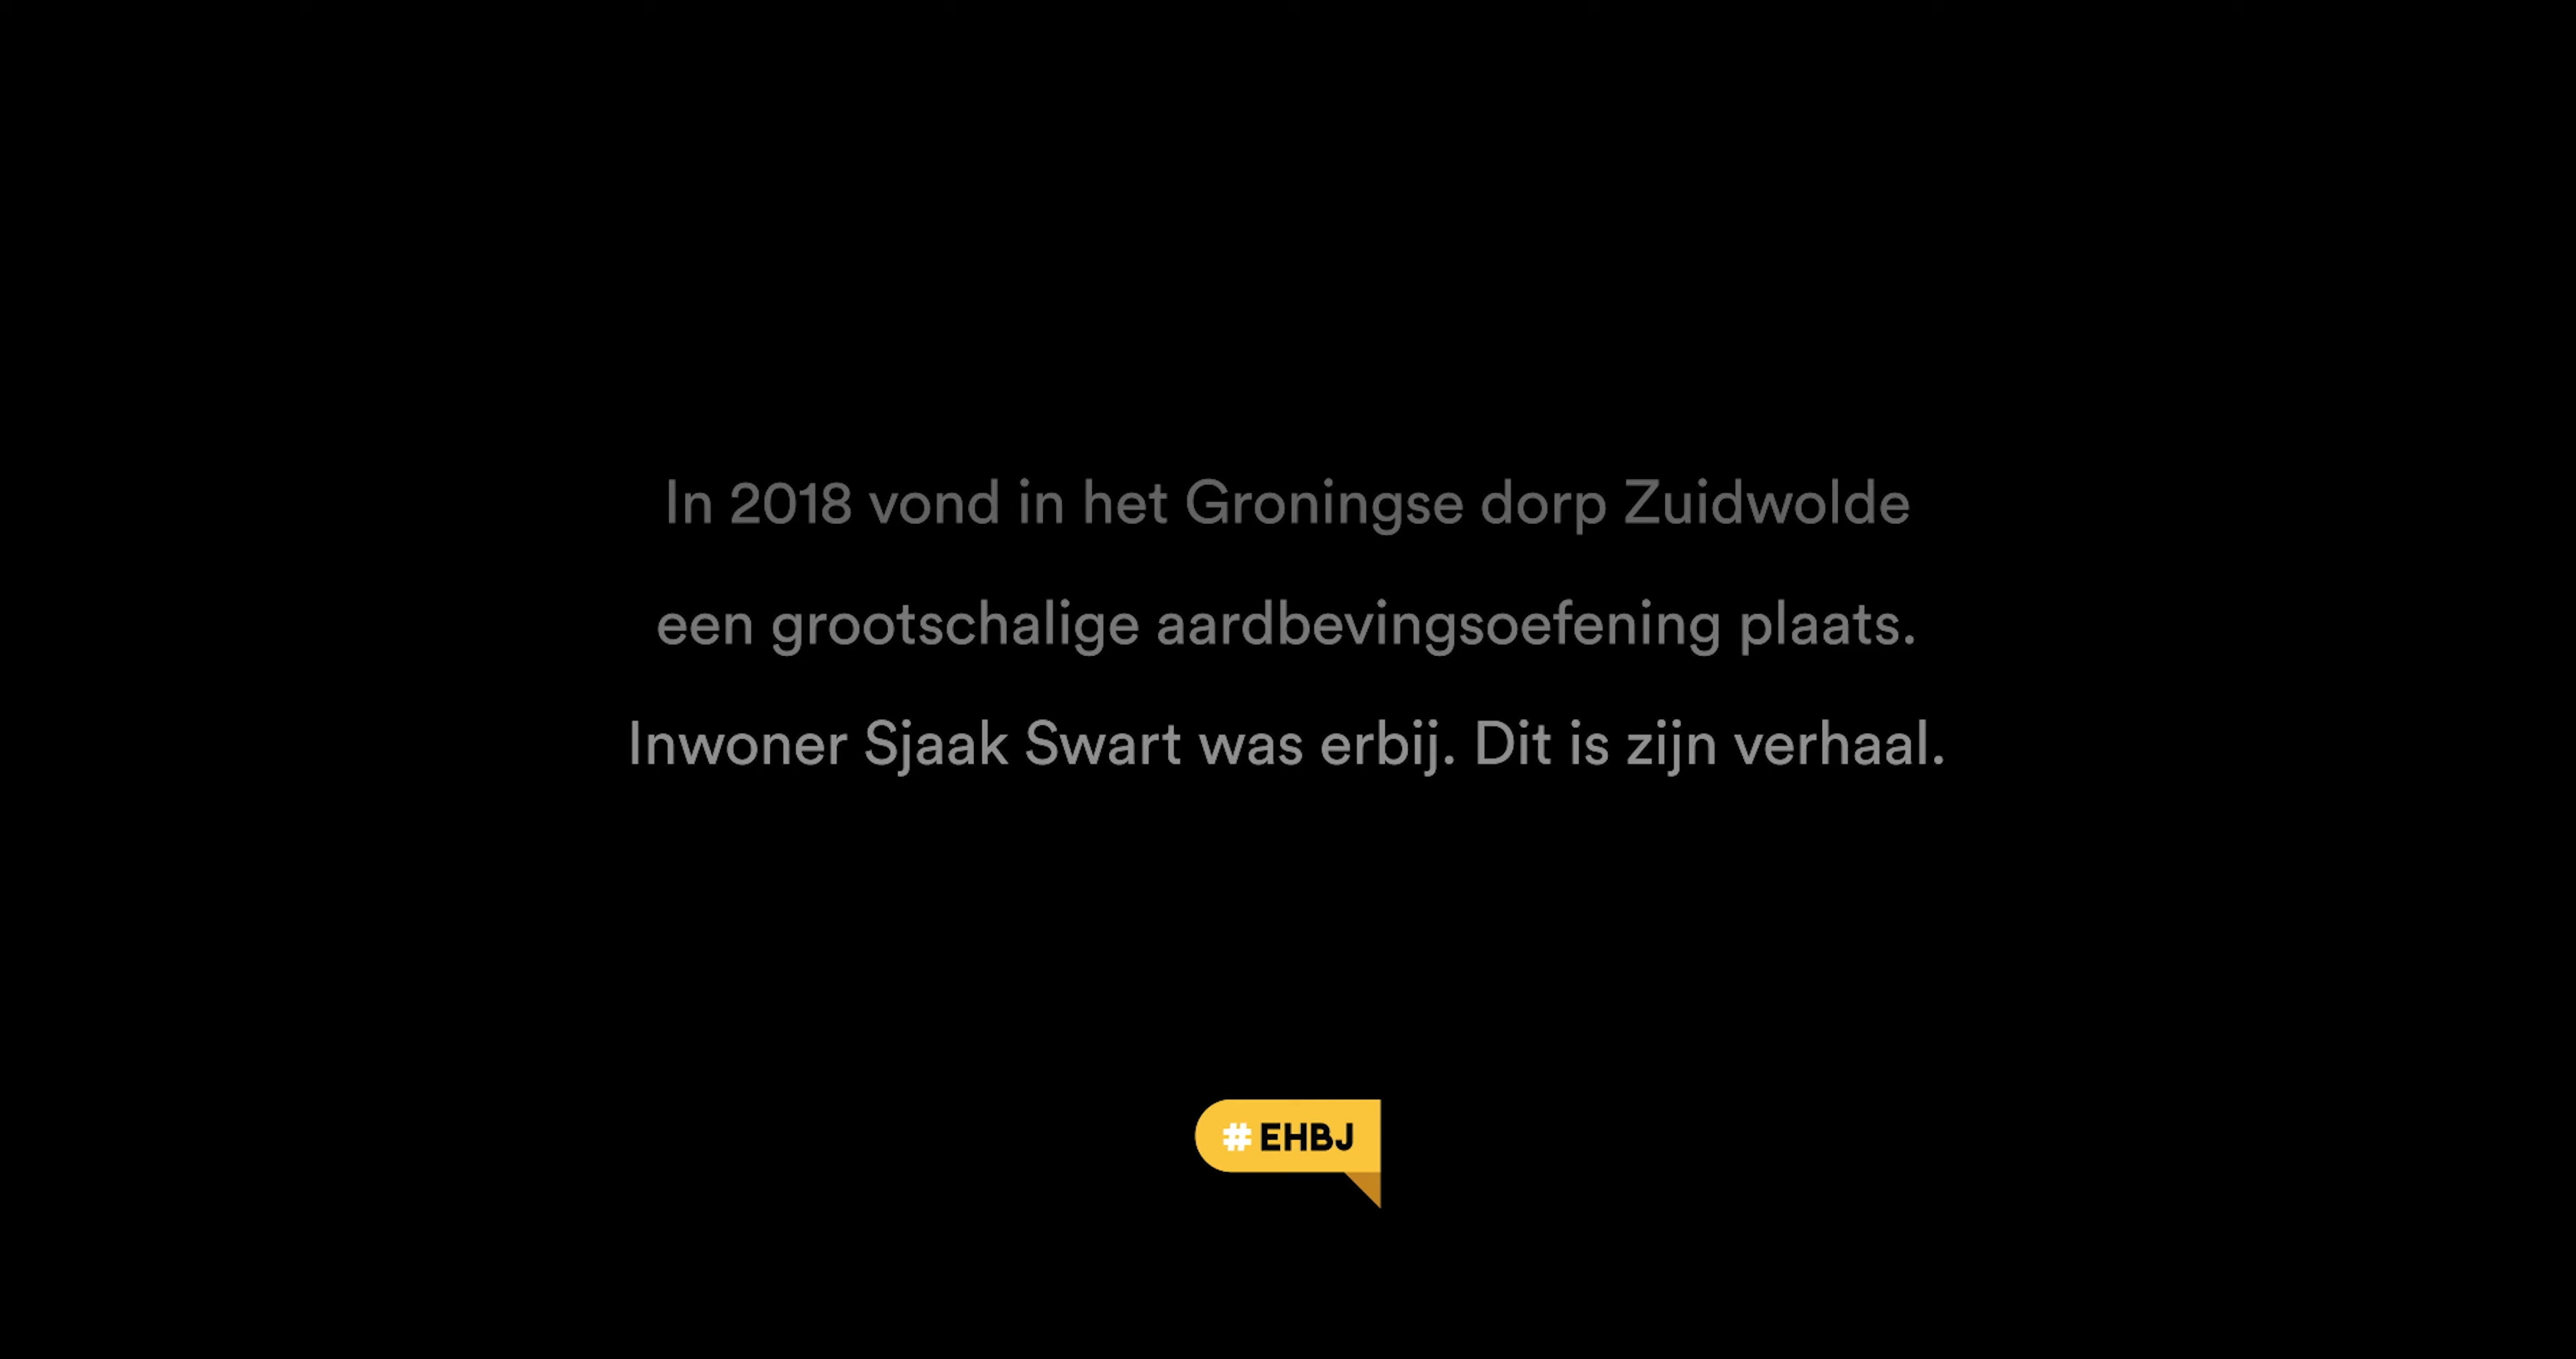 In 2018 vond in het Groningse dorp Zuidwolde
een grootschalige aardbevingsoefening plaats.
Inwoner Sjaak Swart was erbij. Dit is zijn verhaal.
# EHBJ